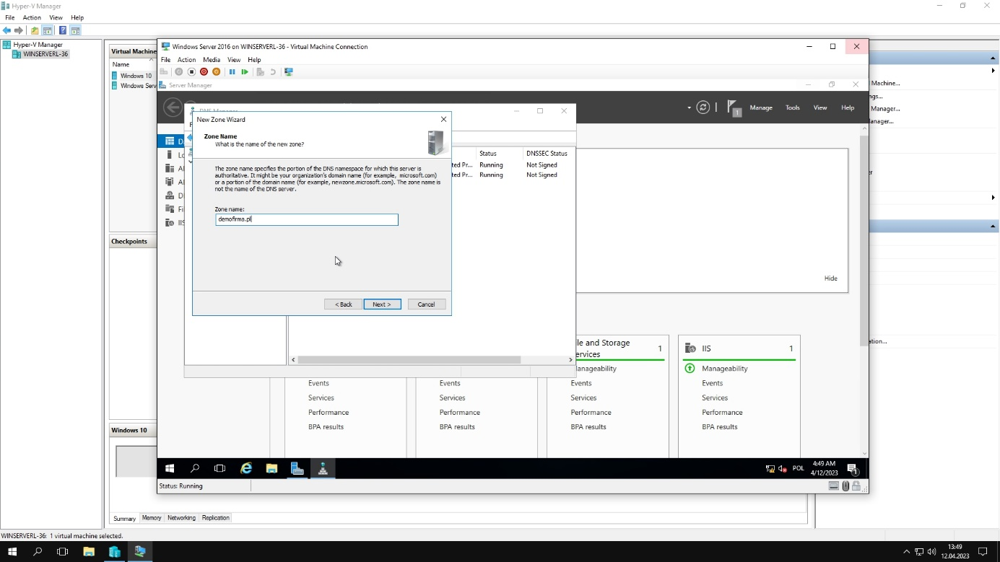 Hyper-V Manager
File Action View Help
Hyper-V Manager
WINSERVERL-36
Virtual Machine
Name
Windows 10
Windows Serv
Checkpoints
Windows 10
Summary Memory Networking Replication
WINSERVERL-36: 1 virtual machine selected.
Windows Server 2016 on WINSERVERL-36 - Virtual Machine Connection
File Action Media View Help
Server Manager
Manage Tools View Help
1
DNS Manager
New Zone Wizard
Zone Name
What is the name of the new zone?
The zone name specifies the portion of the DNS namespace for which this server is
authoritative. It might be your organization's domain name (for example, microsoft.com)
or a portion of the domain name (for example, newzone.microsoft.com). The zone name is
not the name of the DNS server.
Zone name:
demofirma.pl
< Back Next > Cancel
Status DNSSEC Status
ted Pr... Running Not Signed
ted Pr... Running Not Signed
Hide
Events
Services
Performance
BPA results
Events
Services
Performance
BPA results
le and Storage
ervices 1
anageability
Events
Services
Performance
BPA results
IIS 1
Manageability
Events
Services
Performance
BPA results
POL
4:49 AM
4/12/2023
1
Status: Running
Machine...
ngs...
Manager...
anager...
er
ation...
13:49
12.04.2023